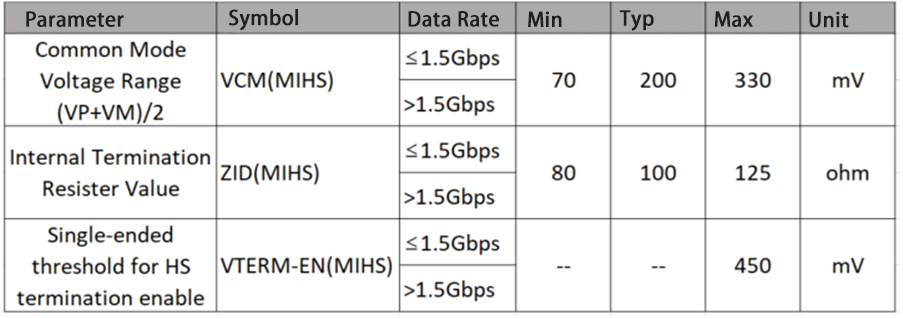 Parameter Symbol Data Rate Min Typ Max Unit
Common Mode
Voltage Range
(VP+VM)/2
VCM(MIHS)
≤1.5Gbps
>1.5Gbps
70 200 330 mV
Internal Termination
Resister Value
ZID(MIHS)
≤1.5Gbps
>1.5Gbps
80 100 125 ohm
Single-ended
threshold for HS
termination enable
VTERM-EN(MIHS)
≤1.5Gbps
>1.5Gbps
-- -- 450 mV